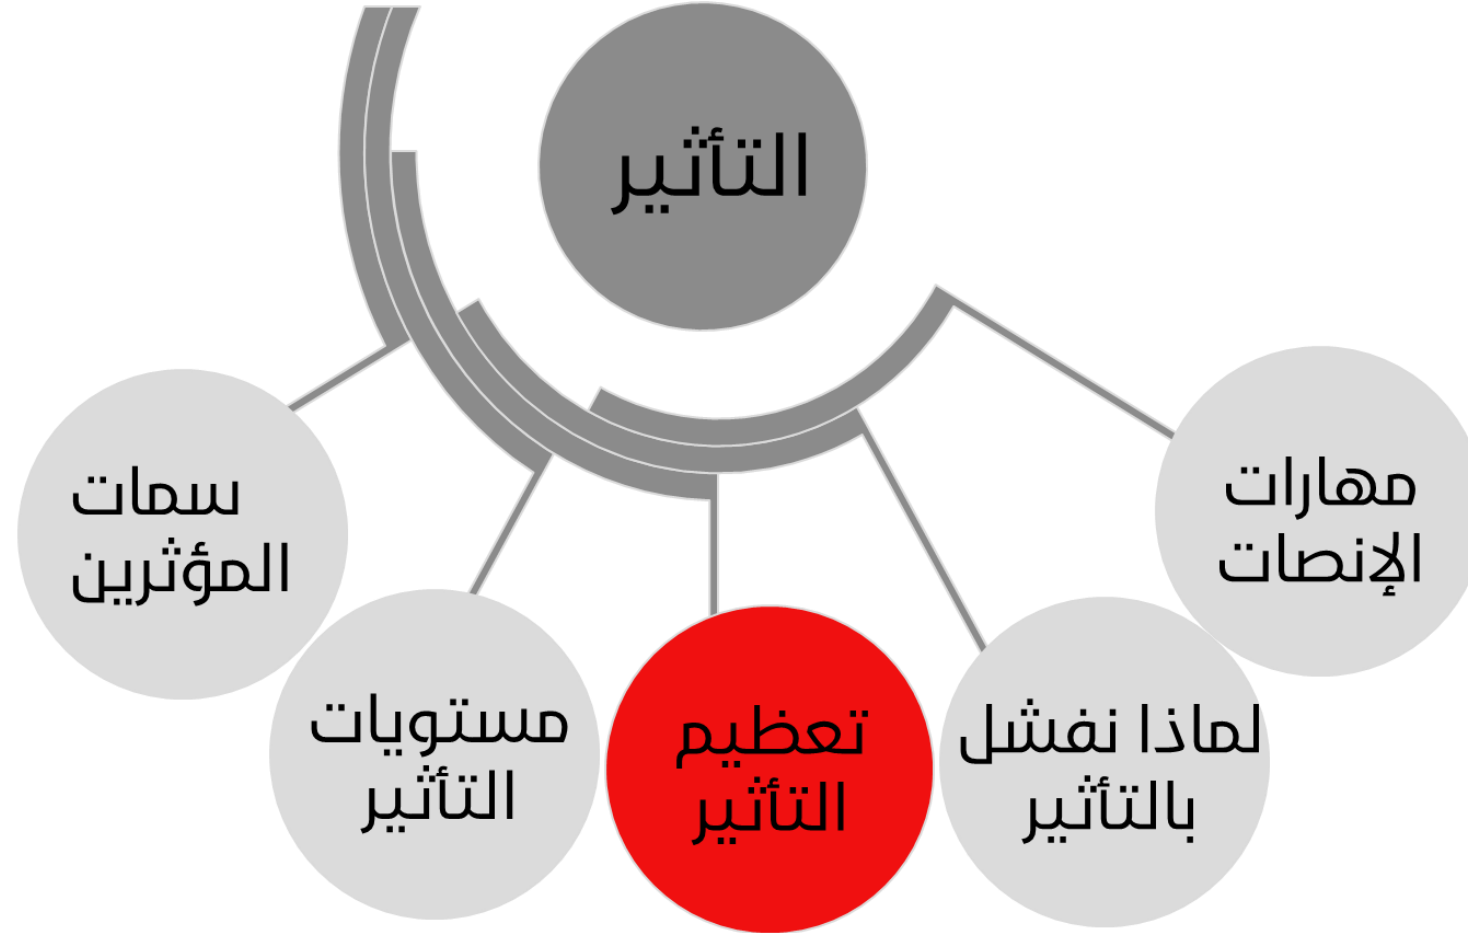 التأثير
مهارات
الإنصات
لماذا نفشل
بالتأثير
تعظيم
التأثير
مستويات
التأثير
سمات
المؤثرين